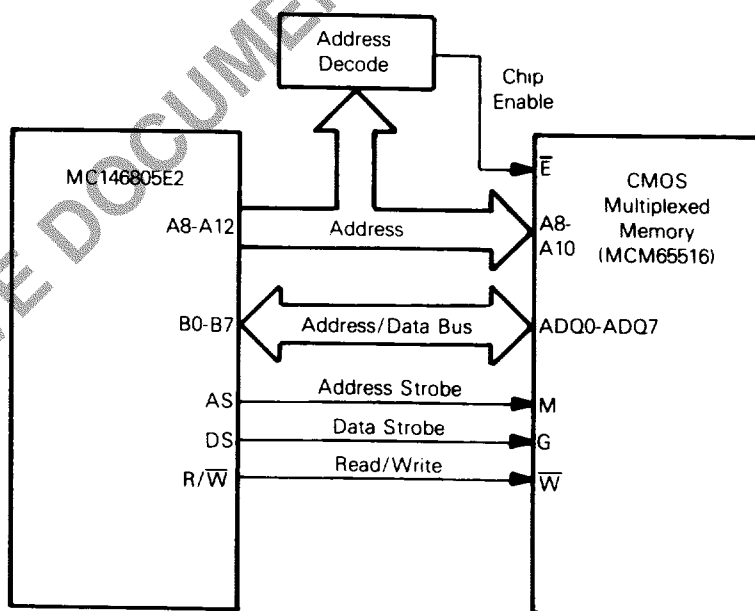 Address
Decode
Chip
Enable
MC146805E2
E̅
CMOS
Multiplexed
Memory
(MCM65516)
A8-A12
Address
A8-
A10
B0-B7
Address/Data Bus
ADQ0-ADQ7
AS
Address Strobe
M
DS
Data Strobe
G
R/W̅
Read/Write
W̅